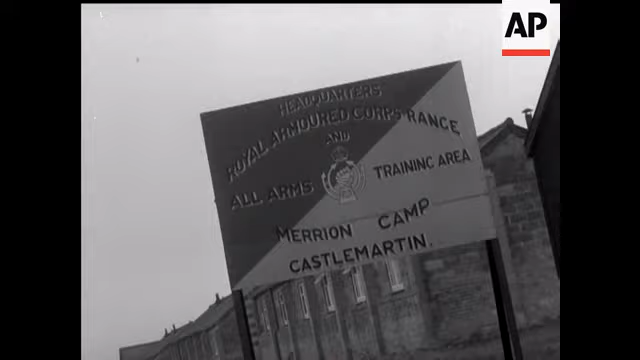 AP
HEADQUARTERS
ROYAL ARMOURED CORPS RANGE
AND
ALL ARMS TRAINING AREA
MERRION CAMP
CASTLEMARTIN.